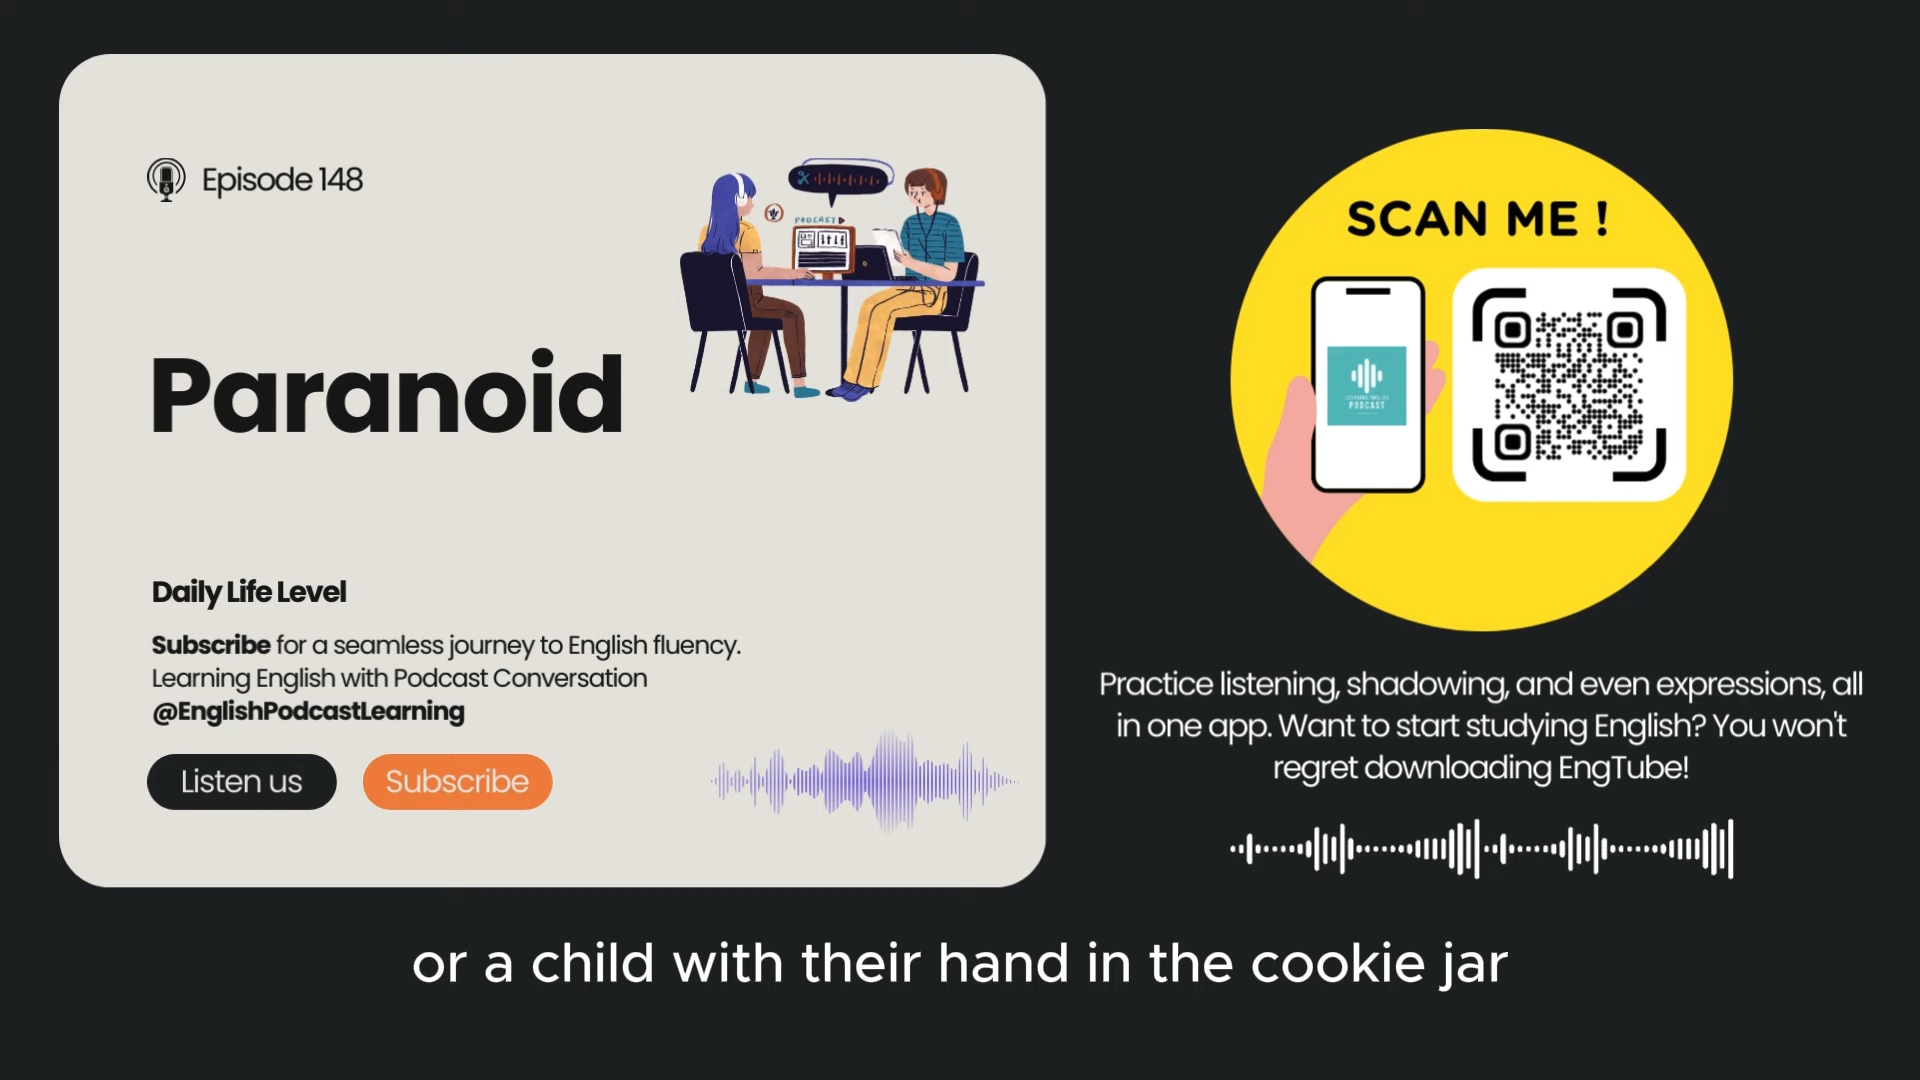 Episode 148
PODCAST
Paranoid
Daily Life Level
Subscribe for a seamless journey to English fluency.
Learning English with Podcast Conversation
@EnglishPodcastLearning
Listen us
Subscribe
SCAN ME !
LEARNING ENGLISH
PODCAST
Practice listening, shadowing, and even expressions, all
in one app. Want to start studying English? You won't
regret downloading EngTube!
or a child with their hand in the cookie jar